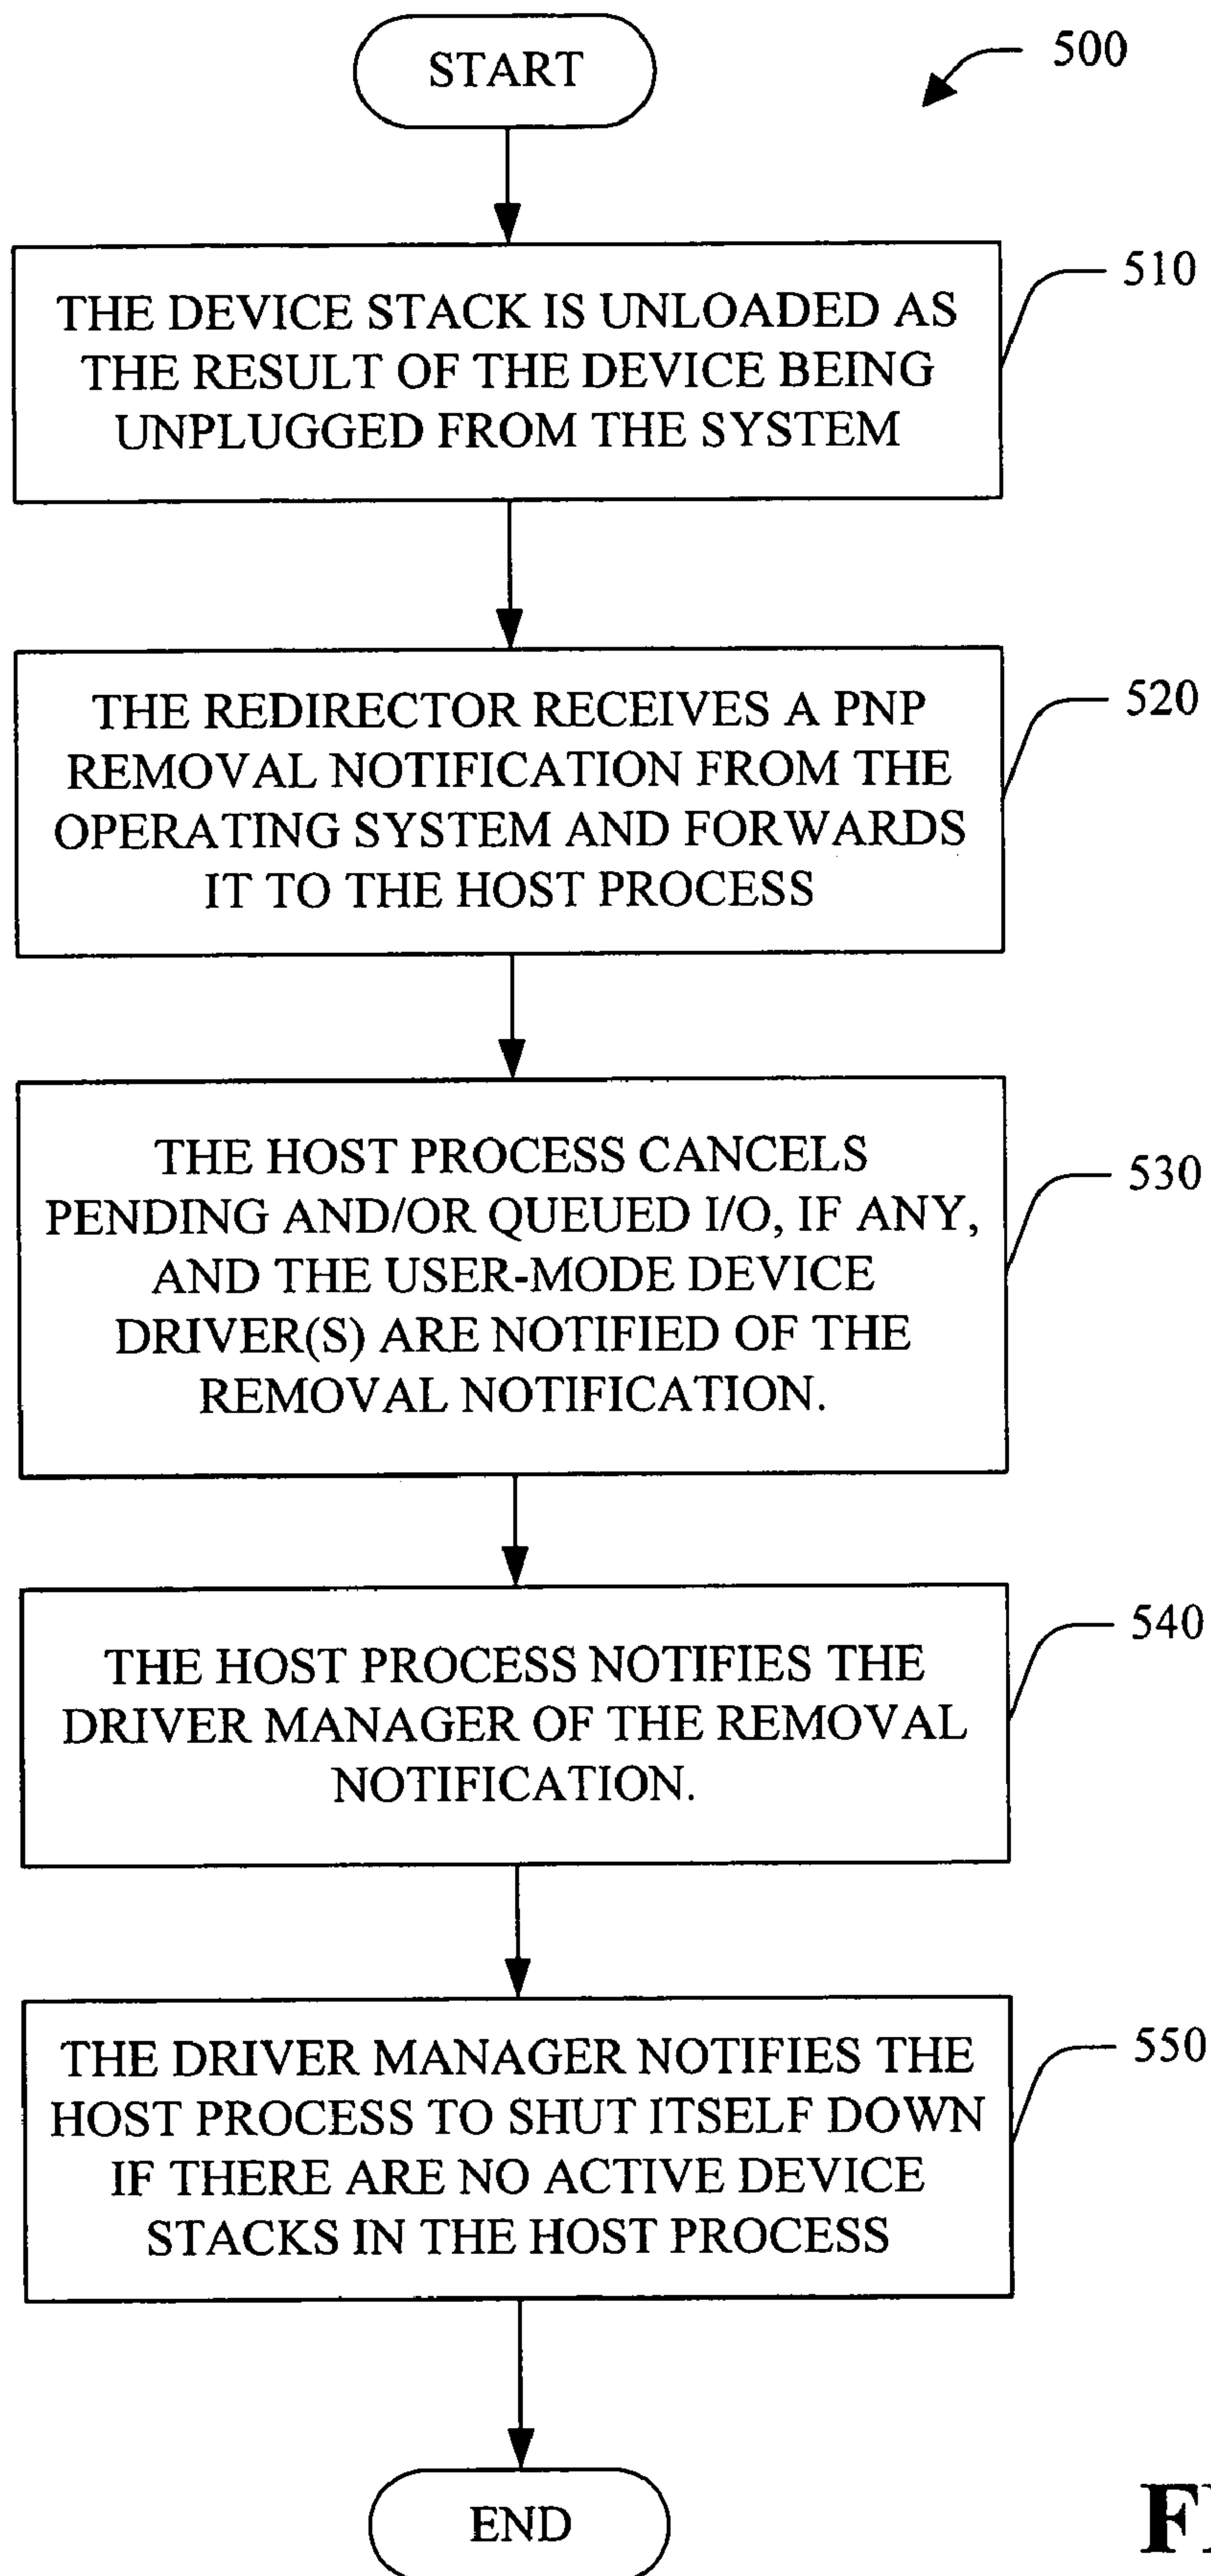 START
500
THE DEVICE STACK IS UNLOADED AS
THE RESULT OF THE DEVICE BEING
UNPLUGGED FROM THE SYSTEM
510
THE REDIRECTOR RECEIVES A PNP
REMOVAL NOTIFICATION FROM THE
OPERATING SYSTEM AND FORWARDS
IT TO THE HOST PROCESS
520
THE HOST PROCESS CANCELS
PENDING AND/OR QUEUED I/O, IF ANY,
AND THE USER-MODE DEVICE
DRIVER(S) ARE NOTIFIED OF THE
REMOVAL NOTIFICATION.
530
THE HOST PROCESS NOTIFIES THE
DRIVER MANAGER OF THE REMOVAL
NOTIFICATION.
540
THE DRIVER MANAGER NOTIFIES THE
HOST PROCESS TO SHUT ITSELF DOWN
IF THERE ARE NO ACTIVE DEVICE
STACKS IN THE HOST PROCESS
550
END